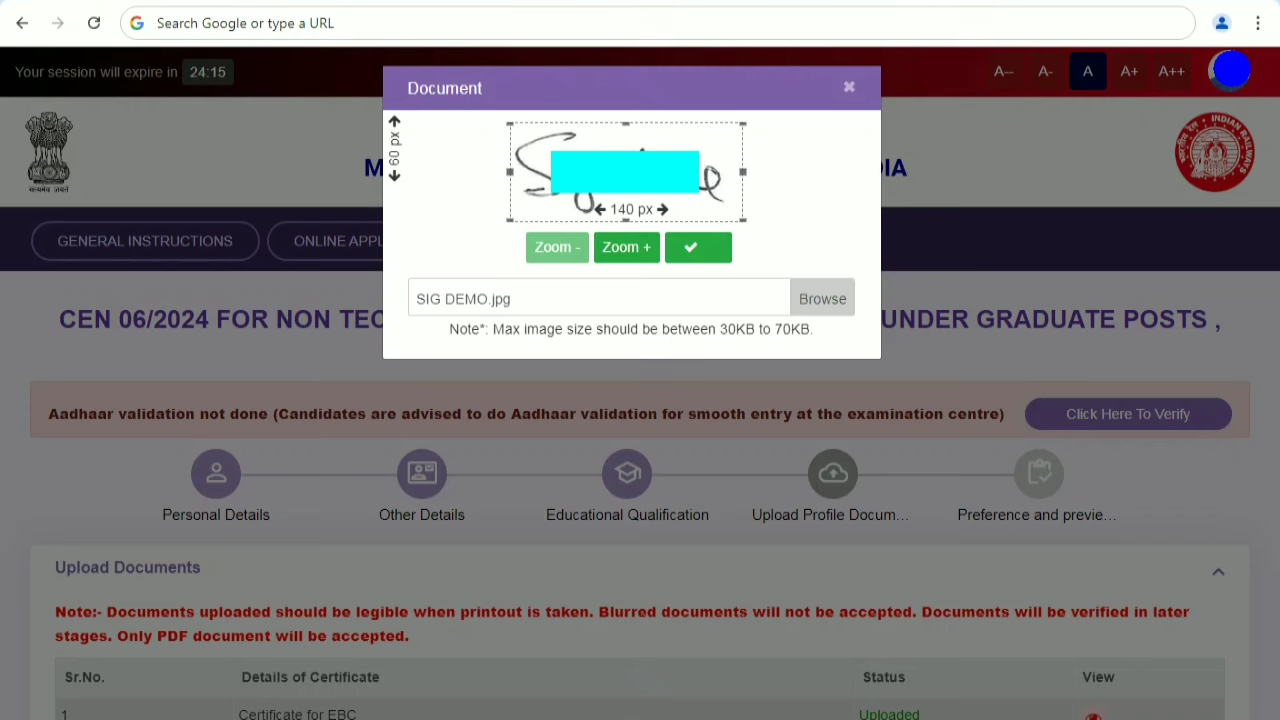 Search Google or type a URL
Your session will expire in 24:15
A-- A- A A+ A++
Document
60 px
140 px
Zoom - Zoom +
SIG DEMO.jpg Browse
Note*: Max image size should be between 30KB to 70KB.
M DIA
सत्यमेव जयते
INDIAN RAILWAYS
GENERAL INSTRUCTIONS ONLINE APPL
CEN 06/2024 FOR NON TEC UNDER GRADUATE POSTS ,
Aadhaar validation not done (Candidates are advised to do Aadhaar validation for smooth entry at the examination centre) Click Here To Verify
Personal Details Other Details Educational Qualification Upload Profile Docum... Preference and previe...
Upload Documents
Note:- Documents uploaded should be legible when printout is taken. Blurred documents will not be accepted. Documents will be verified in later
stages. Only PDF document will be accepted.
Sr.No. Details of Certificate Status View
1 Certificate for EBC Uploaded